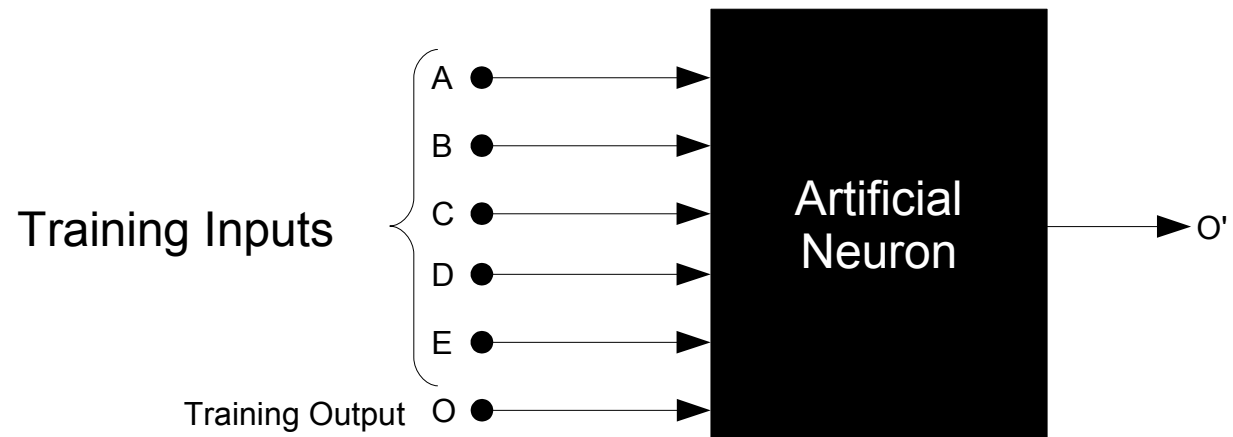 A
B
C
D
E
Training Inputs
Training Output O
Artificial
Neuron
O'